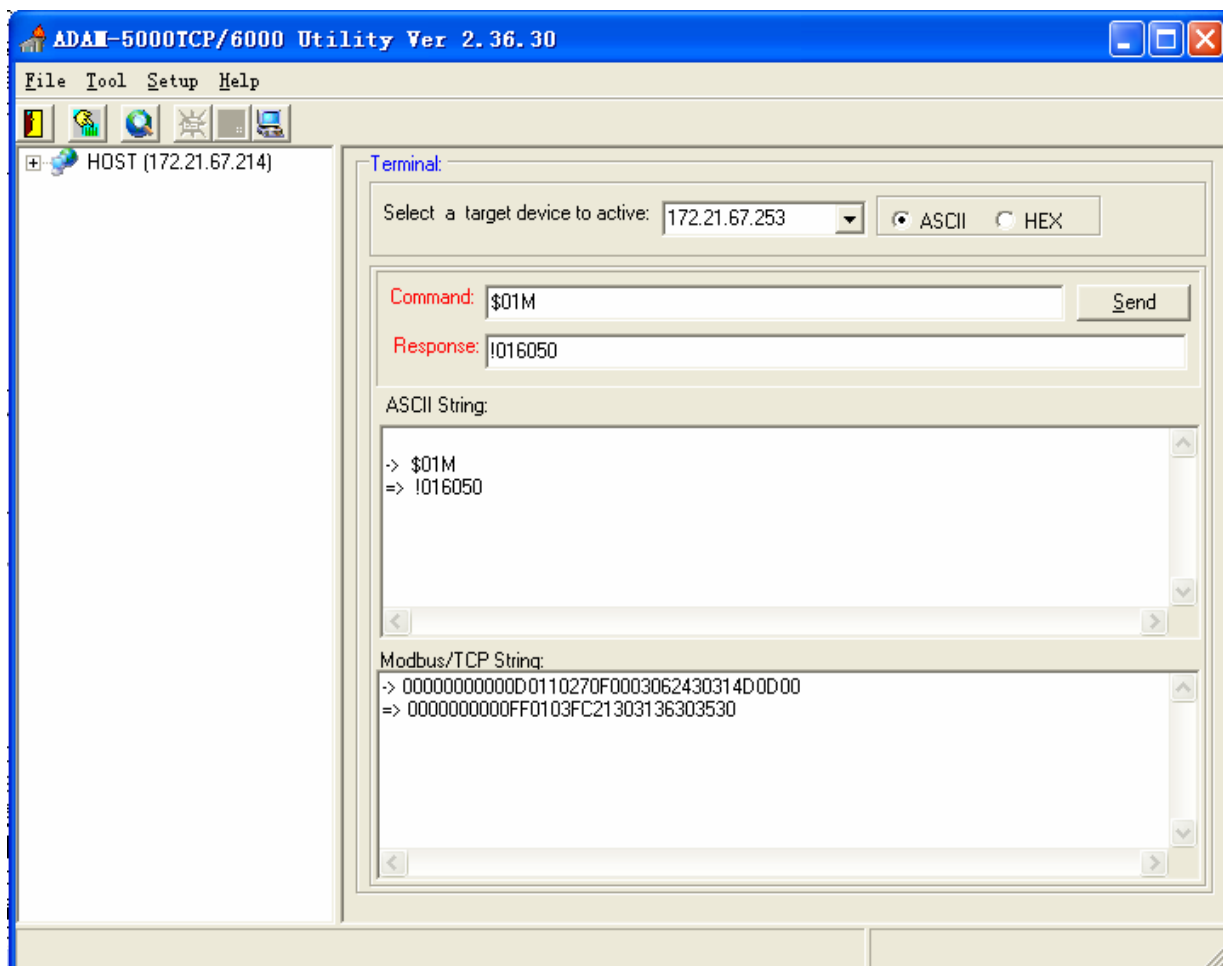 ADAM-5000TCP/6000 Utility Ver 2.36.30
File Tool Setup Help
HOST (172.21.67.214)
Terminal:
Select a target device to active: 172.21.67.253 ASCII HEX
Command: $01M Send
Response: !016050
ASCII String:
-> $01M
=> !016050
Modbus/TCP String:
-> 00000000000D0110270F0003062430314D0D00
=> 0000000000FF0103FC21303136303530